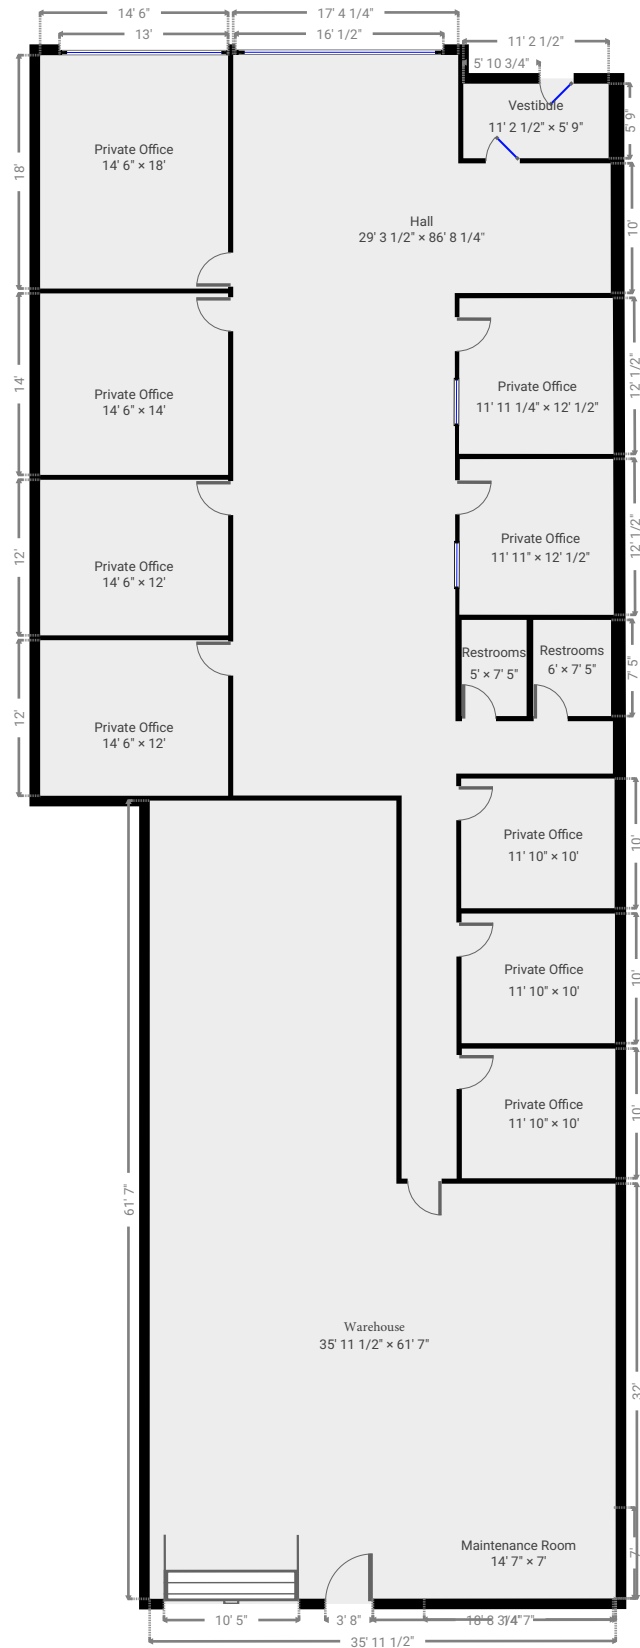 14' 6"
17' 4 1/4"
13'
16' 1/2"
11' 2 1/2"
5' 10 3/4"
5' 9"
Vestibule
11' 2 1/2" × 5' 9"
Private Office
14' 6" × 18'
18'
10'
Hall
29' 3 1/2" × 86' 8 1/4"
14'
Private Office
14' 6" × 14'
Private Office
11' 11 1/4" × 12' 1/2"
12' 1/2"
12'
Private Office
14' 6" × 12'
Private Office
11' 11" × 12' 1/2"
12' 1/2"
Restrooms
5' × 7' 5"
Restrooms
6' × 7' 5"
7' 5"
12'
Private Office
14' 6" × 12'
Private Office
11' 10" × 10'
10'
Private Office
11' 10" × 10'
10'
Private Office
11' 10" × 10'
10'
61' 7"
Warehouse
35' 11 1/2" × 61' 7"
32'
Maintenance Room
14' 7" × 7'
7'
10' 5"
3' 8"
35' 11 1/2"